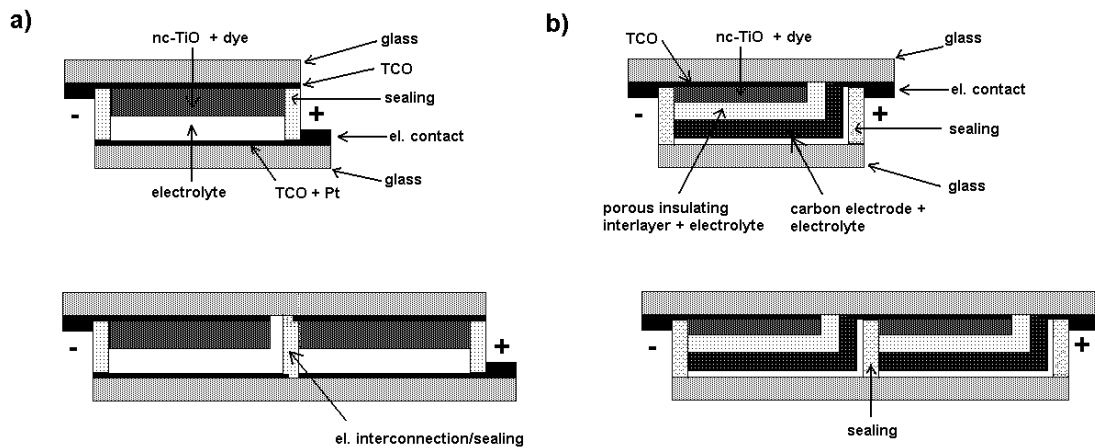 a)
nc-TiO + dye
glass
TCO
sealing
-
+
el. contact
electrolyte
TCO + Pt
glass
-
+
el. interconnection/sealing
b)
TCO
nc-TiO + dye
glass
el. contact
-
+
sealing
glass
porous insulating
interlayer + electrolyte
carbon electrode +
electrolyte
-
+
sealing